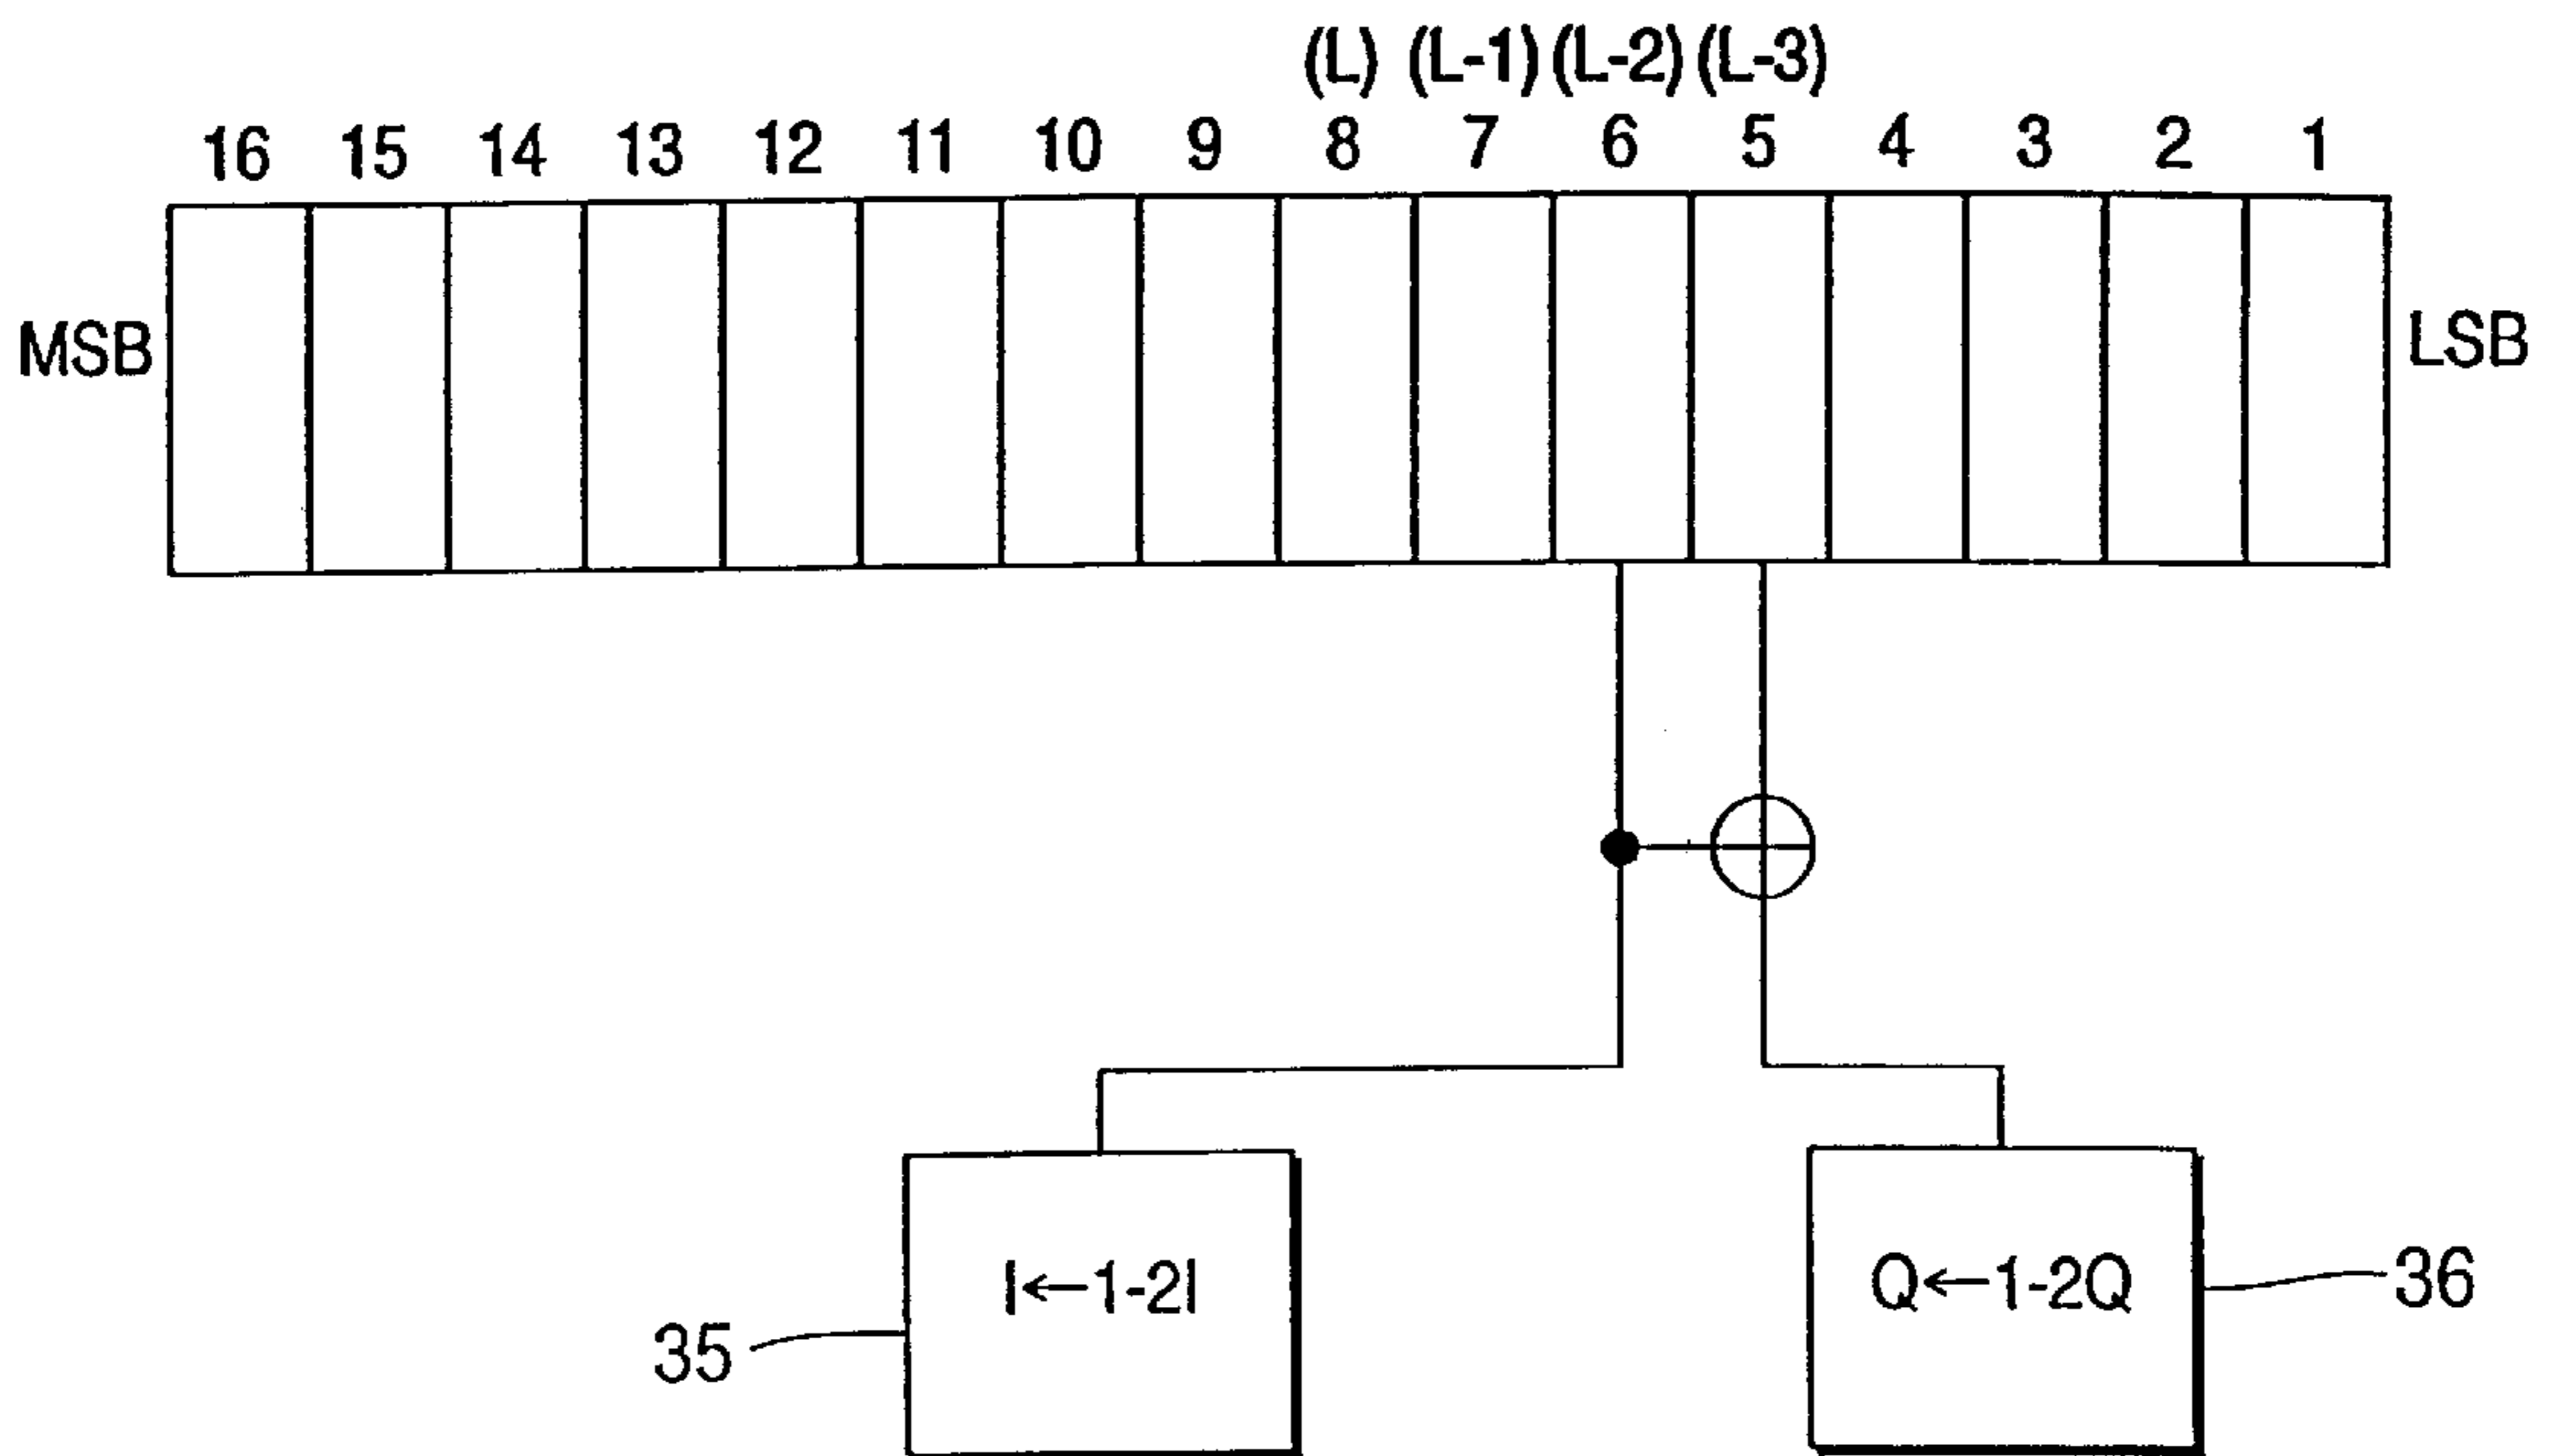 (L) (L-1) (L-2) (L-3)
16 15 14 13 12 11 10 9 8 7 6 5 4 3 2 1
MSB LSB
I←1-2I Q←1-2Q
35 36